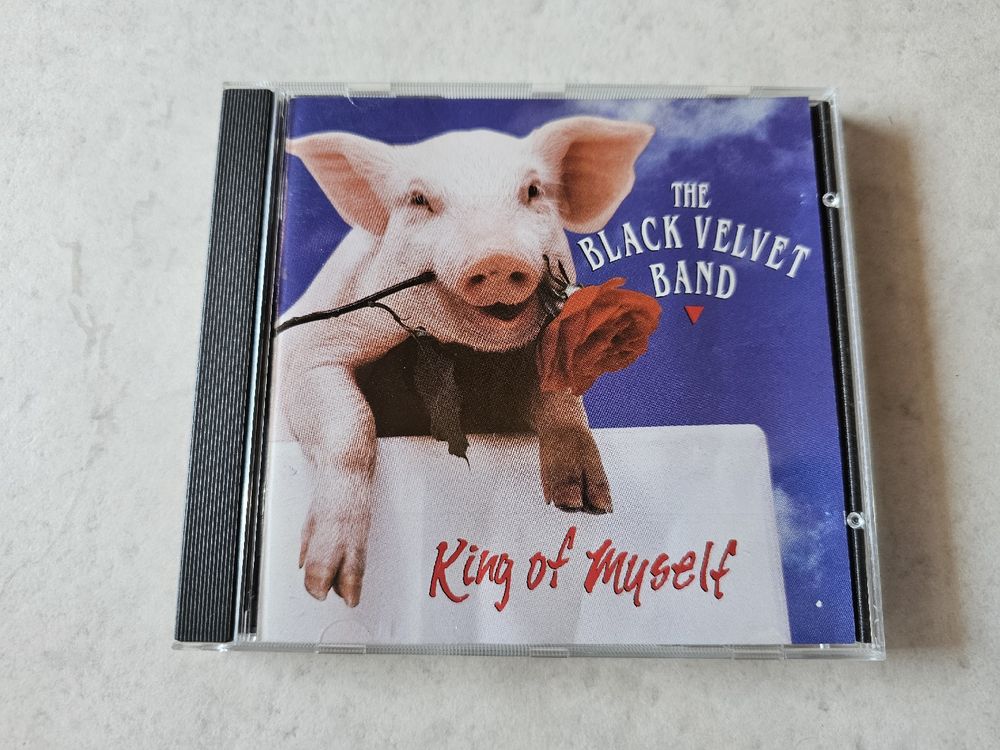 THE
BLACK VELVET
BAND
King of Myself